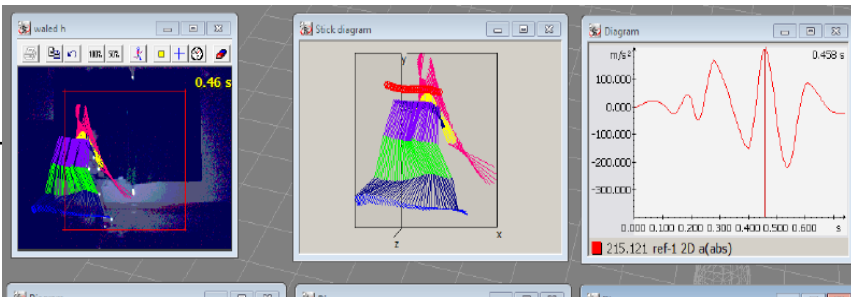 waled h
100% 50%
0.46 s
Stick diagram
y
x
z
Diagram
m/s²
0.458 s
100.000
0.000
-100.000
-200.000
-300.000
0.000 0.100 0.200 0.300 0.400 0.500 0.600 s
215.121 ref-1 2D a(abs)
Diagram